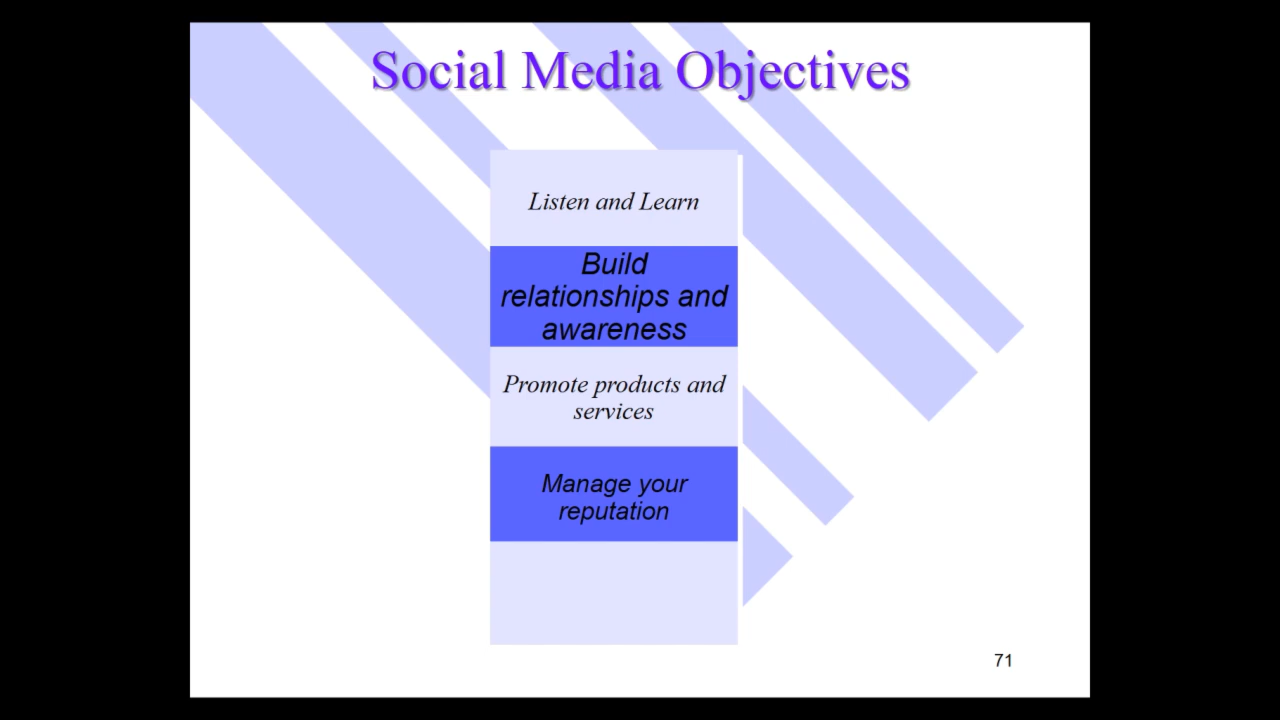 Social Media Objectives
Listen and Learn
Build
relationships and
awareness
Promote products and
services
Manage your
reputation
71